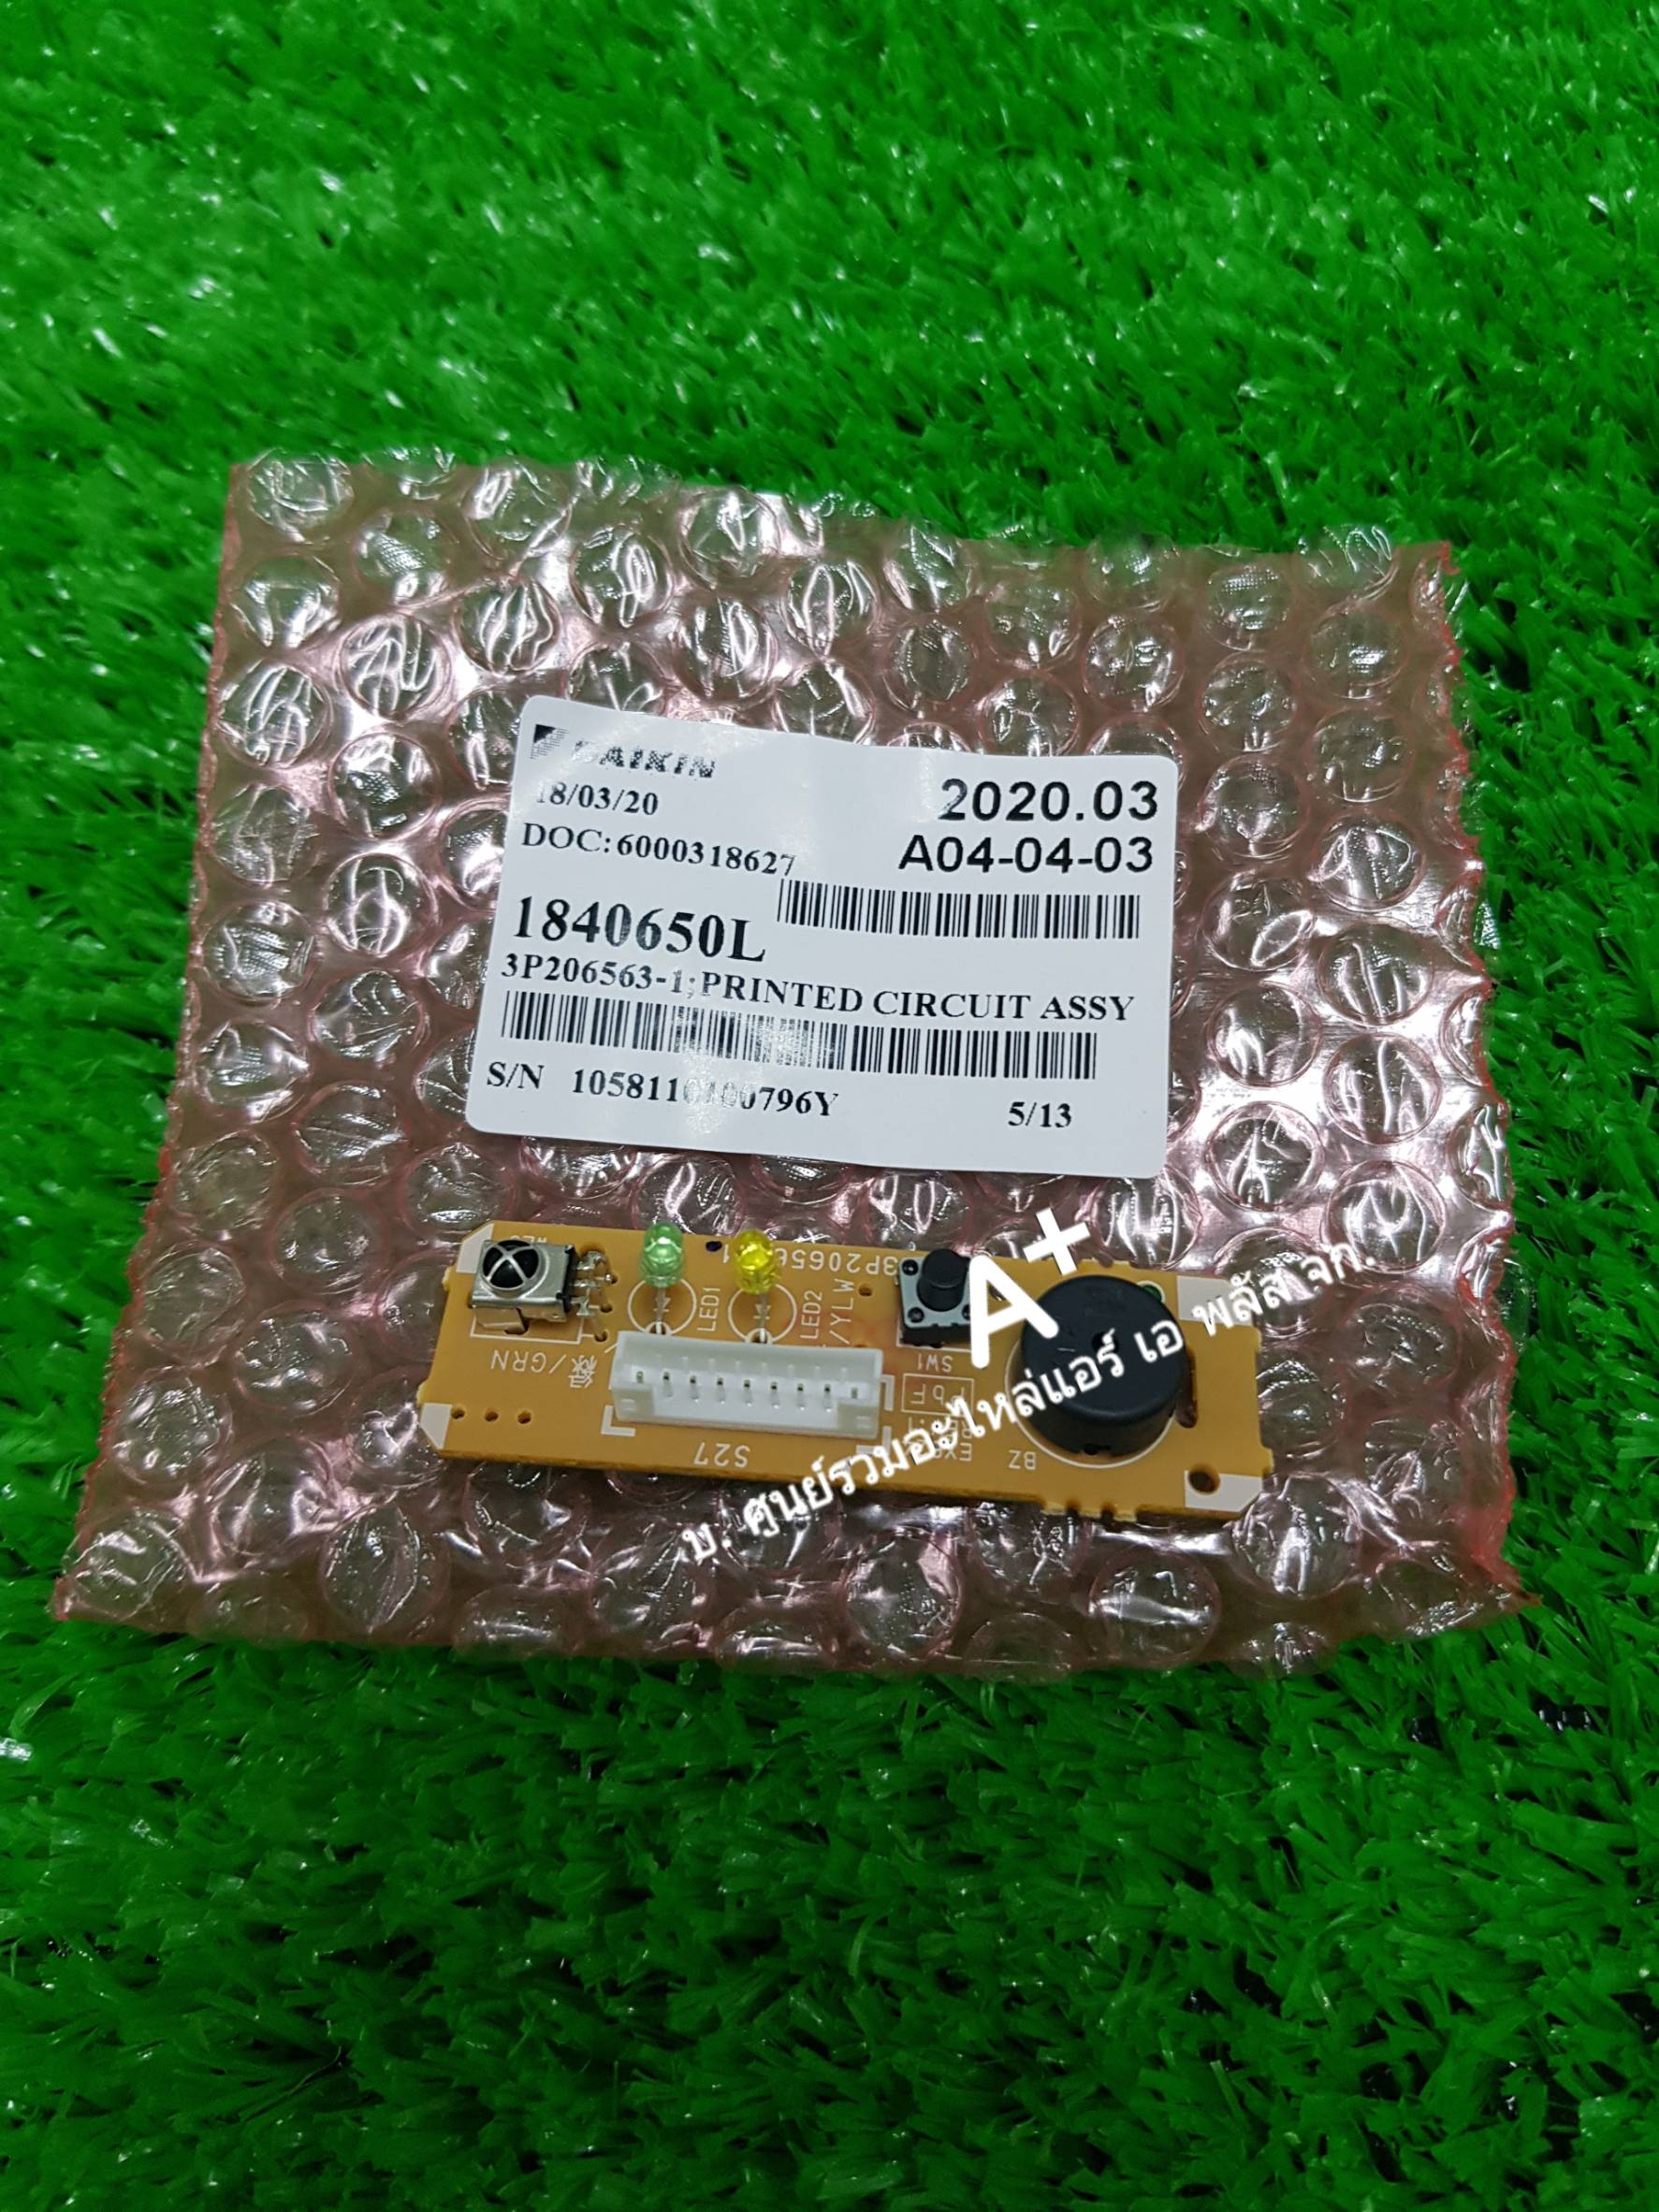 DAIKIN
18/03/20
2020.03
DOC:6000318627
A04-04-03
1840650L
3P206563-1;PRINTED CIRCUIT ASSY
S/N
5/13
LED1
LED2
/YLW
緑/GRN
SW1
PbF
S27
BZ
A+
บ. ศูนย์รวมอะไหล่แอร์ เอ พลัส จก.